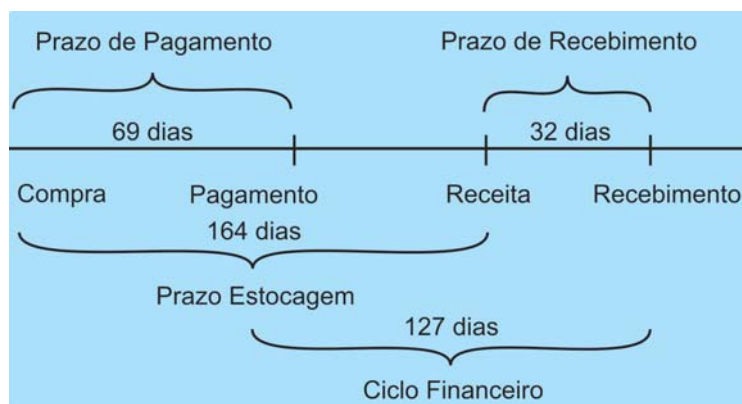 Prazo de Pagamento Prazo de Recebimento
69 dias 32 dias
Compra Pagamento Receita Recebimento
164 dias
Prazo Estocagem
127 dias
Ciclo Financeiro